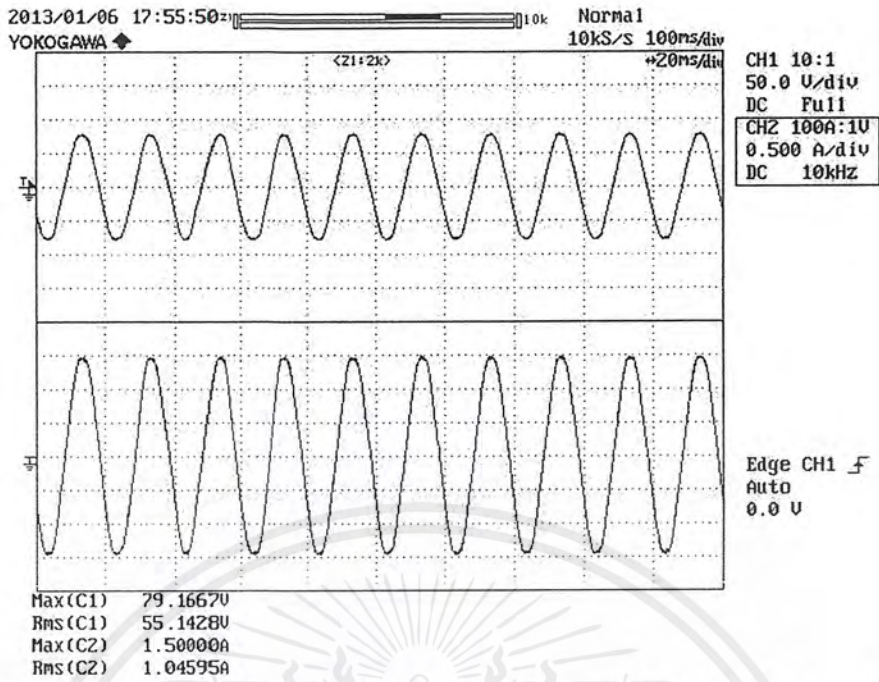 2013/01/06 17:55:50
10k
Normal
YOKOGAWA
10kS/s 100ms/div
<Z1:2k>
↔20ms/div
CH1 10:1
50.0 V/div
DC Full
CH2 100A:1V
0.500 A/div
DC 10kHz
Edge CH1
Auto
0.0 V
Max(C1) 79.1667V
Rms(C1) 55.1428V
Max(C2) 1.50000A
Rms(C2) 1.04595A